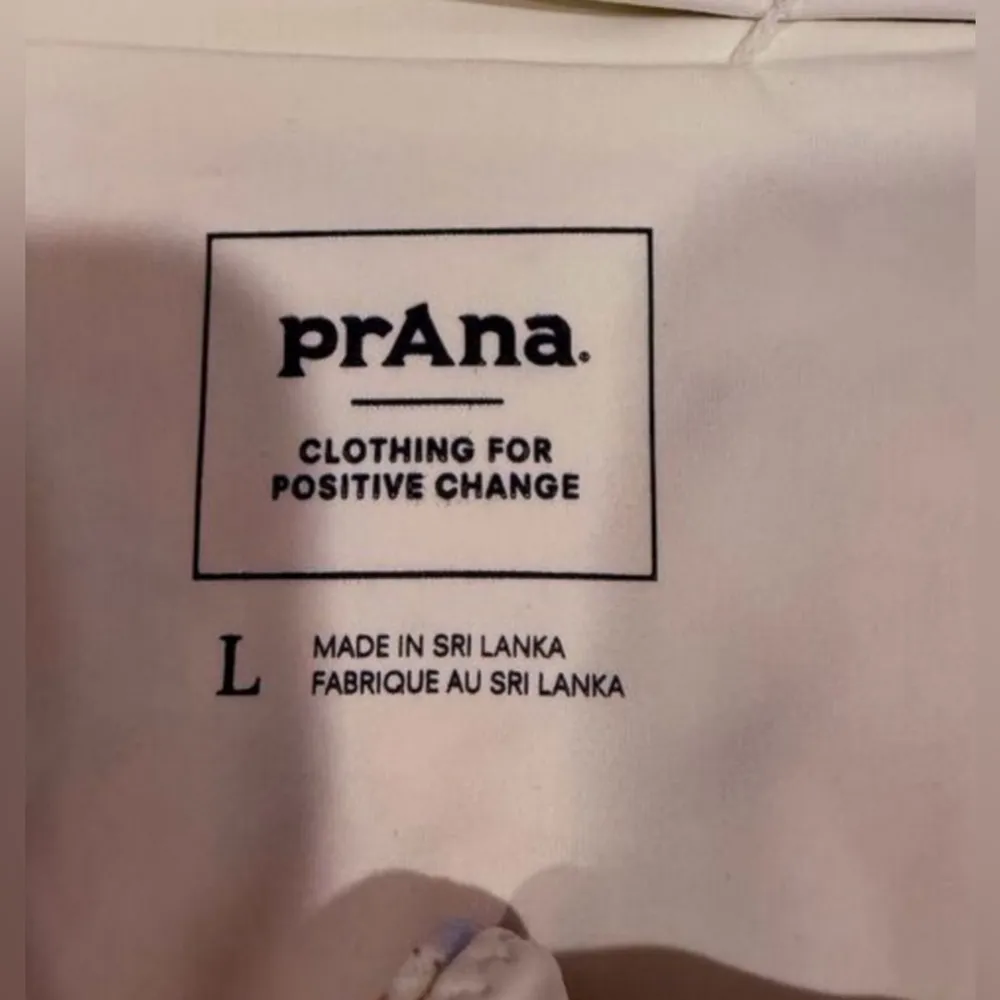 prAna®
CLOTHING FOR
POSITIVE CHANGE
L
MADE IN SRI LANKA
FABRIQUE AU SRI LANKA